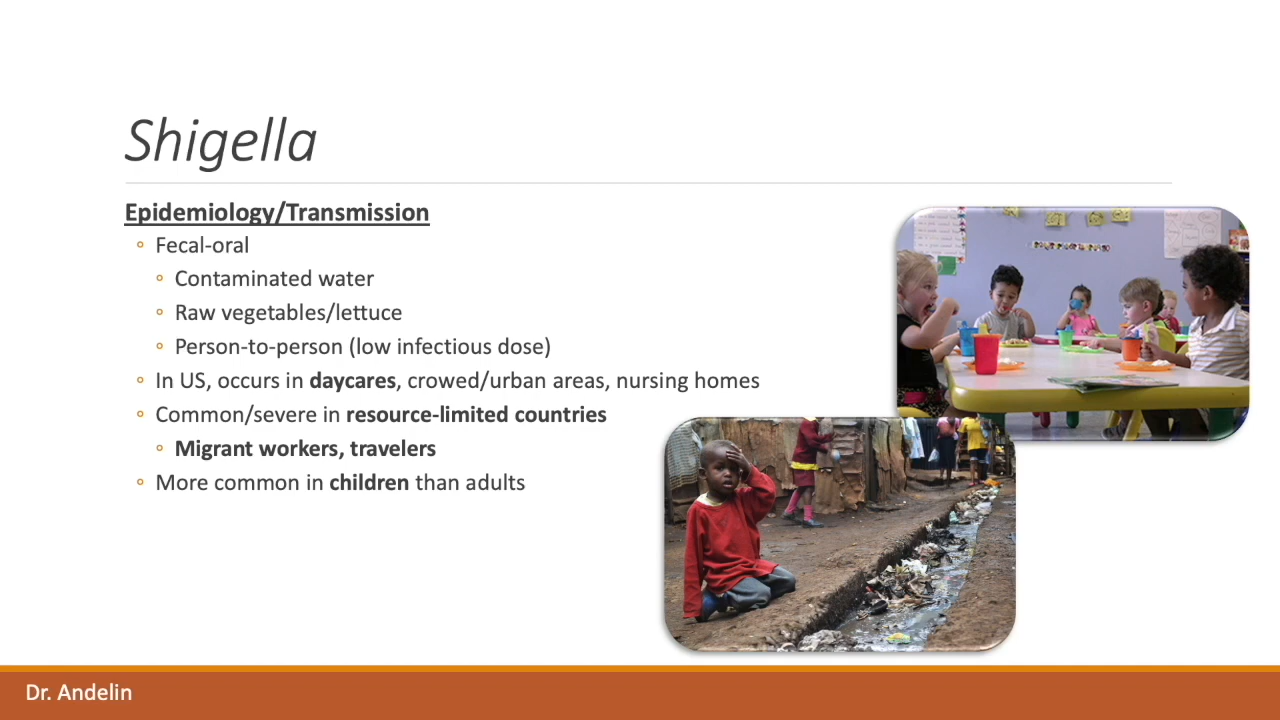 Shigella
Epidemiology/Transmission
Fecal-oral
Contaminated water
Raw vegetables/lettuce
Person-to-person (low infectious dose)
In US, occurs in daycares, crowed/urban areas, nursing homes
Common/severe in resource-limited countries
Migrant workers, travelers
More common in children than adults
Dr. Andelin